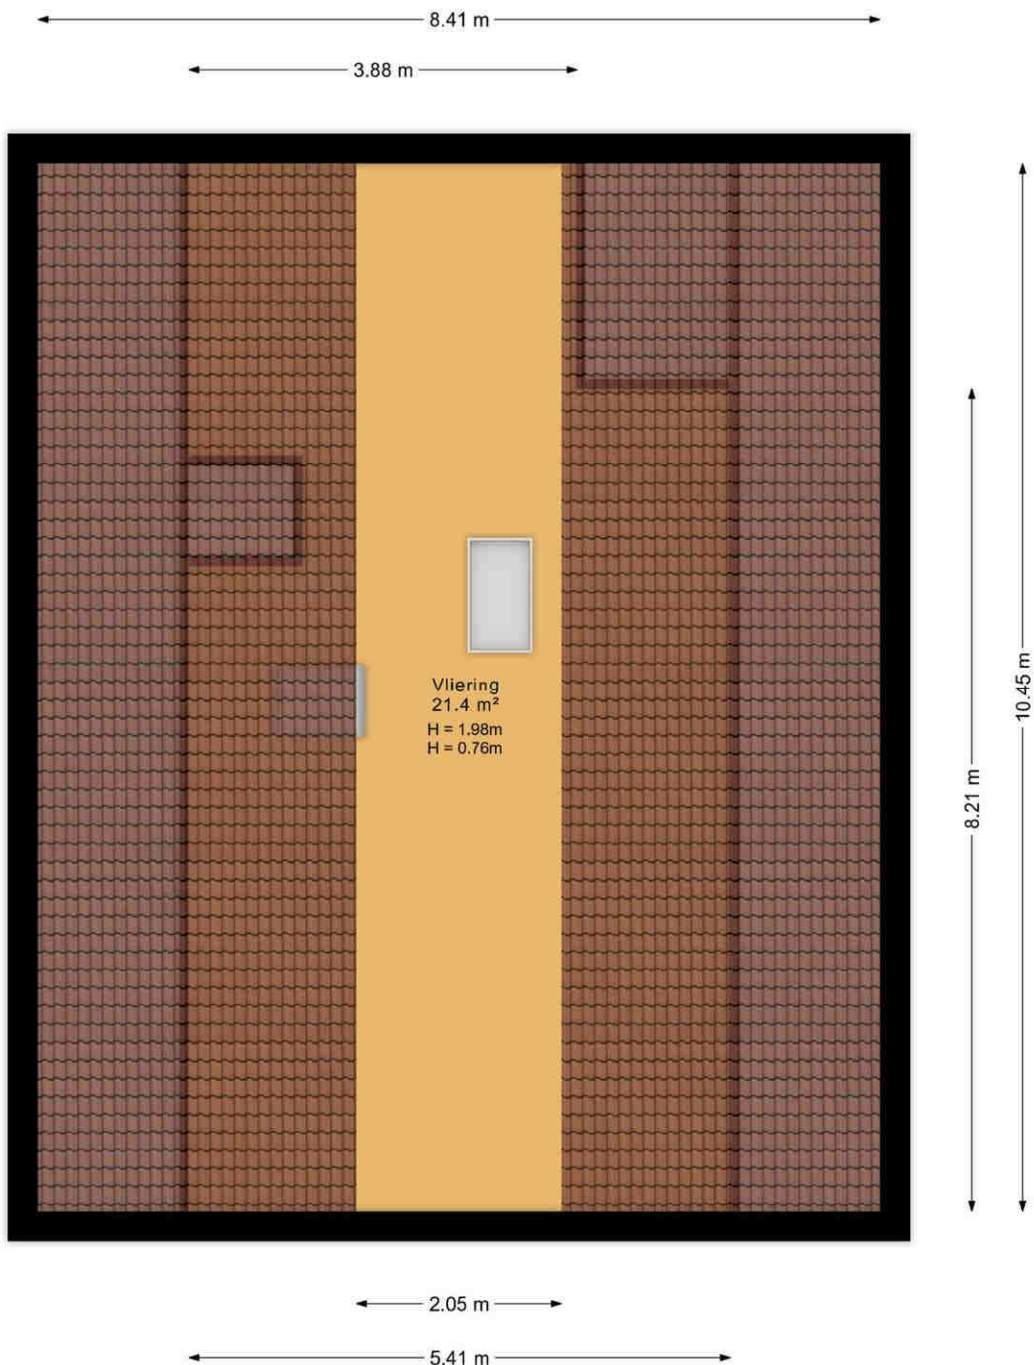 8.41 m
3.88 m
Vliering
21.4 m²
H = 1.98m
H = 0.76m
10.45 m
8.21 m
2.05 m
5.41 m